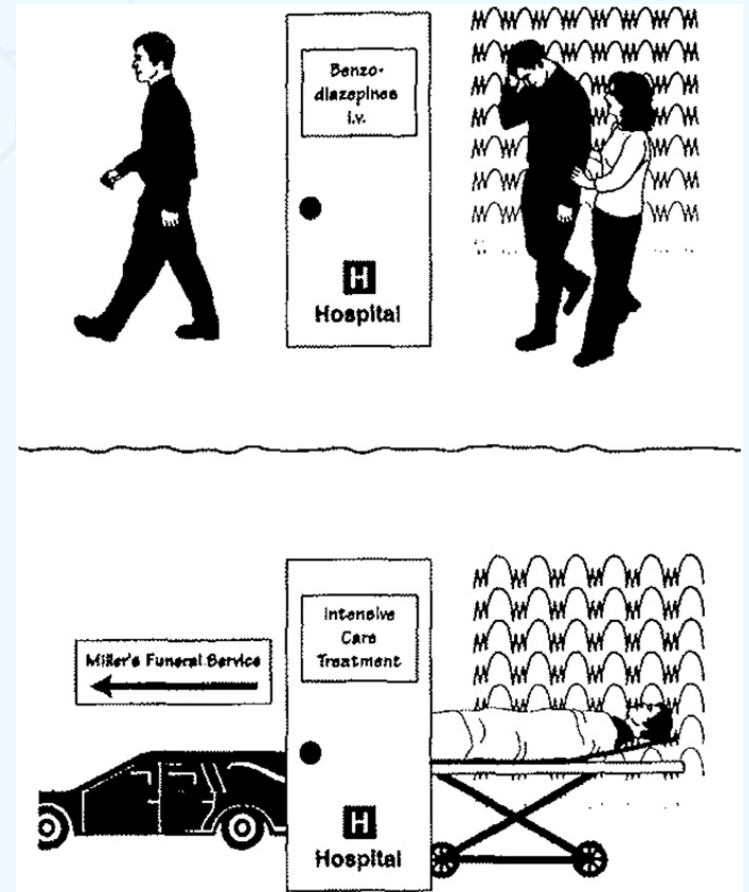 Benzo-
diazepines
i.v.
H
Hospital
Miller's Funeral Service
Intensive
Care
Treatment
H
Hospital